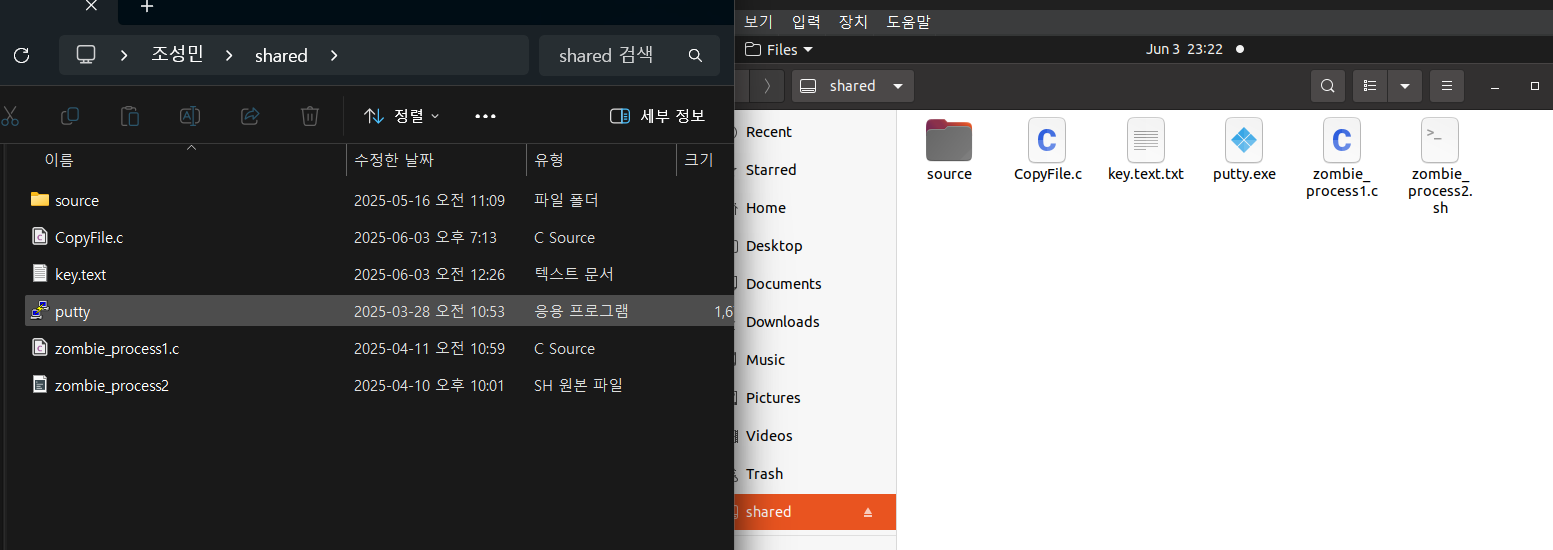 조성민 shared shared 검색
정렬 세부 정보
이름 수정한 날짜 유형 크기
source 2025-05-16 오전 11:09 파일 폴더
CopyFile.c 2025-06-03 오후 7:13 C Source
key.text 2025-06-03 오전 12:26 텍스트 문서
putty 2025-03-28 오전 10:53 응용 프로그램 1,6
zombie_process1.c 2025-04-11 오전 10:59 C Source
zombie_process2 2025-04-10 오후 10:01 SH 원본 파일
보기 입력 장치 도움말
Files Jun 3 23:22
shared
Recent
Starred
Home
Desktop
Documents
Downloads
Music
Pictures
Videos
Trash
shared
source CopyFile.c key.text.txt putty.exe zombie_ zombie_
process1.c process2.
sh